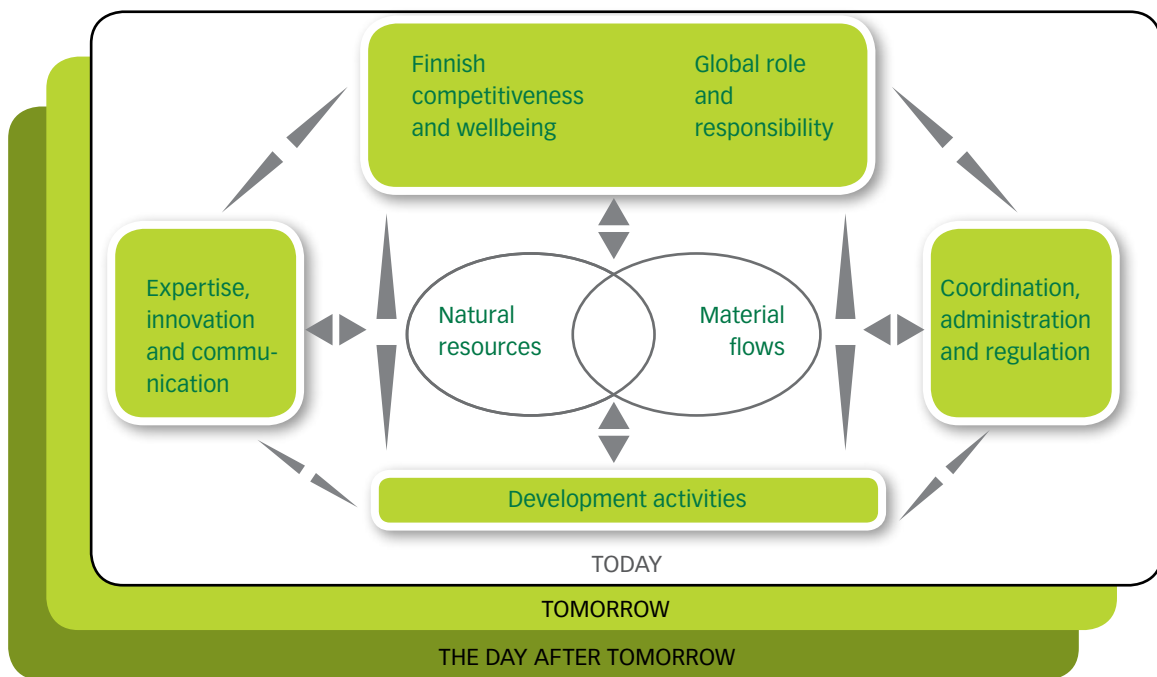 Finnish
competitiveness
and wellbeing
Global role
and
responsibility
Expertise,
innovation
and commu-
nication
Natural
resources
Material
flows
Coordination,
administration
and regulation
Development activities
TODAY
TOMORROW
THE DAY AFTER TOMORROW